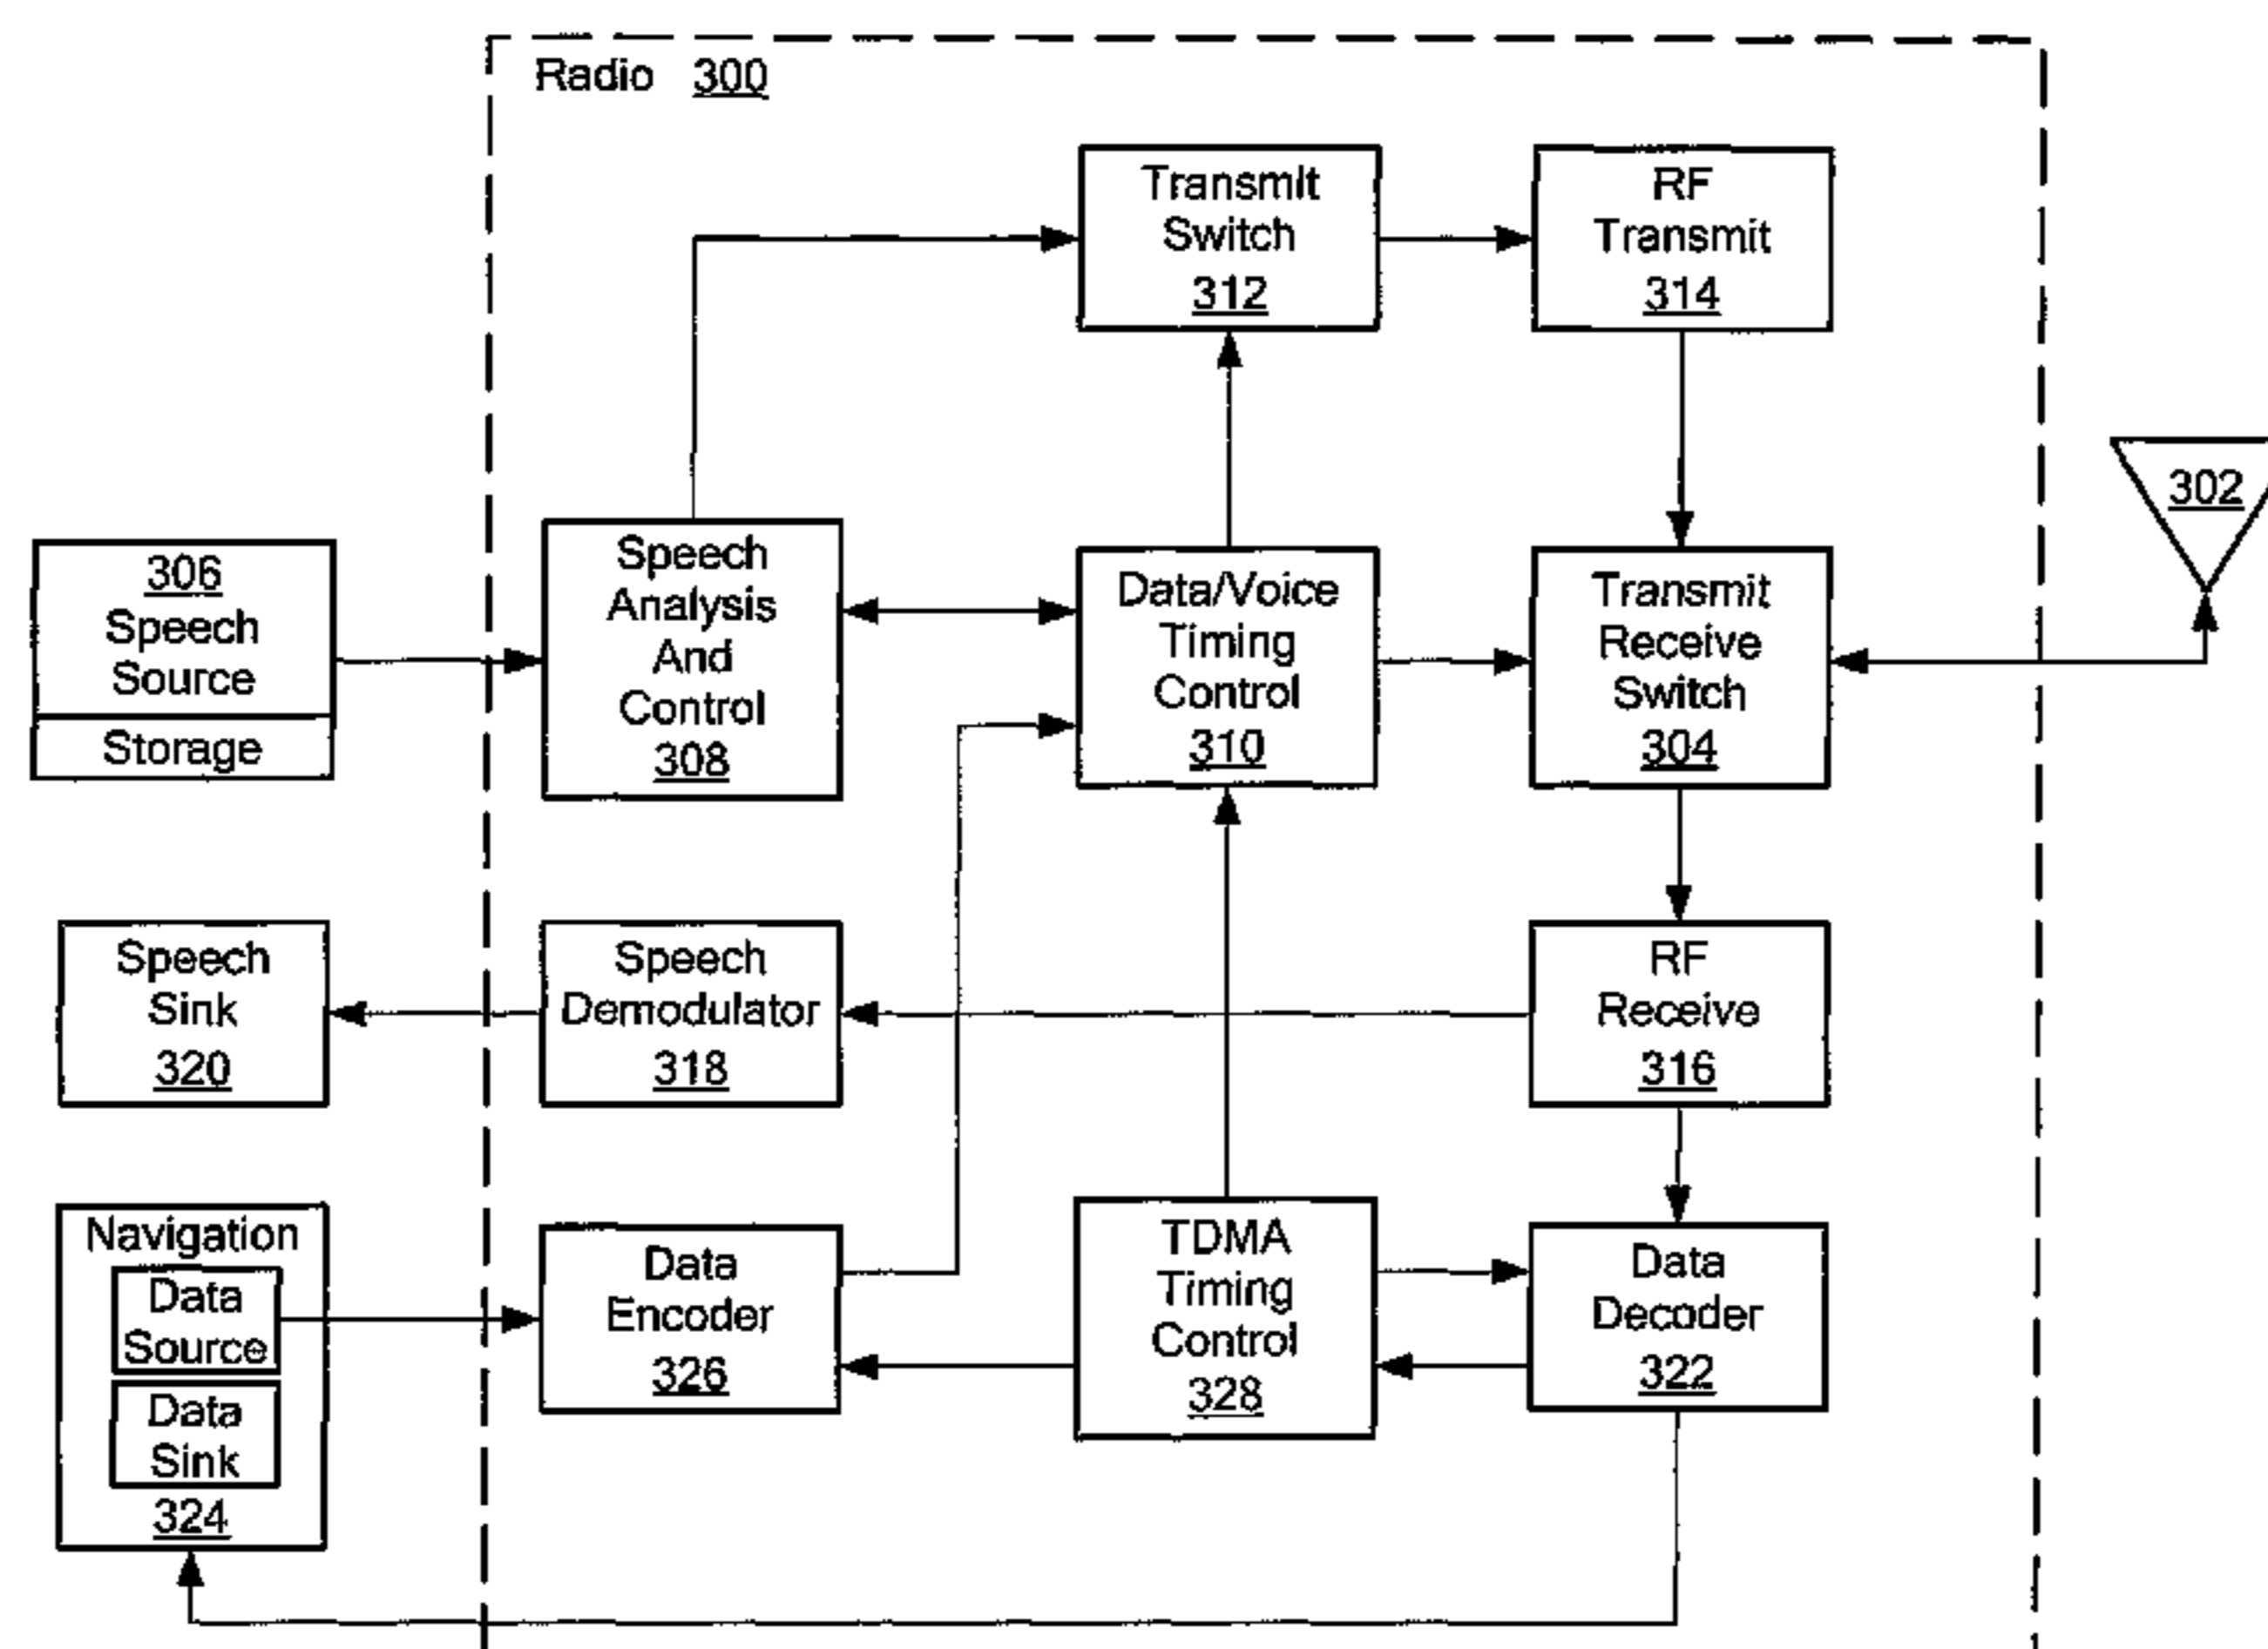 Radio 300
Transmit
Switch
312
RF
Transmit
314
302
306
Speech
Source
Storage
Speech
Analysis
And
Control
308
Data/Voice
Timing
Control
310
Transmit
Receive
Switch
304
Speech
Sink
320
Speech
Demodulator
318
RF
Receive
316
Navigation
Data
Source
Data
Sink
324
Data
Encoder
326
TDMA
Timing
Control
328
Data
Decoder
322